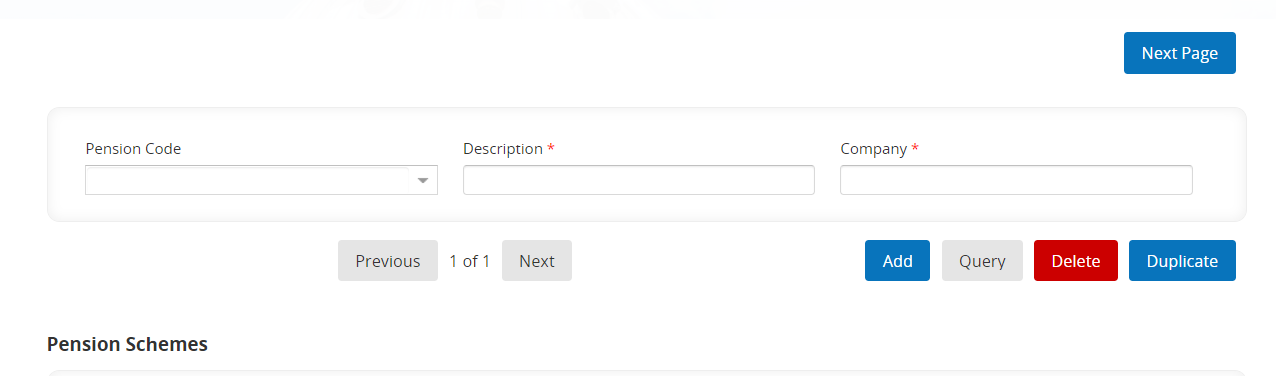 Next Page
Pension Code Description * Company *
Previous 1 of 1 Next Add Query Delete Duplicate
Pension Schemes